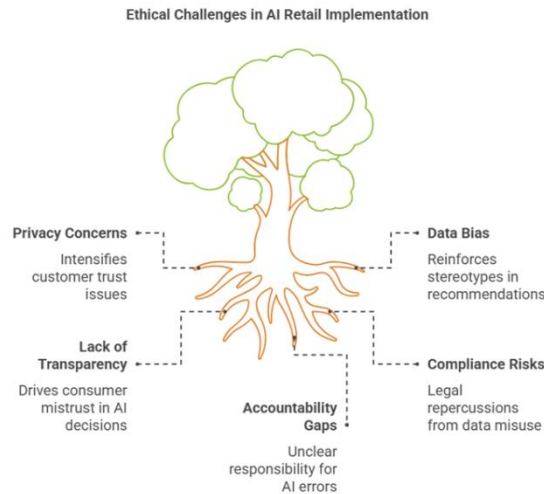 Ethical Challenges in AI Retail Implementation
Privacy Concerns
Intensifies
customer trust
issues
Data Bias
Reinforces
stereotypes in
recommendations
Lack of
Transparency
Drives consumer
mistrust in AI
decisions
Accountability
Gaps
Unclear
responsibility for
AI errors
Compliance Risks
Legal
repercussions
from data misuse